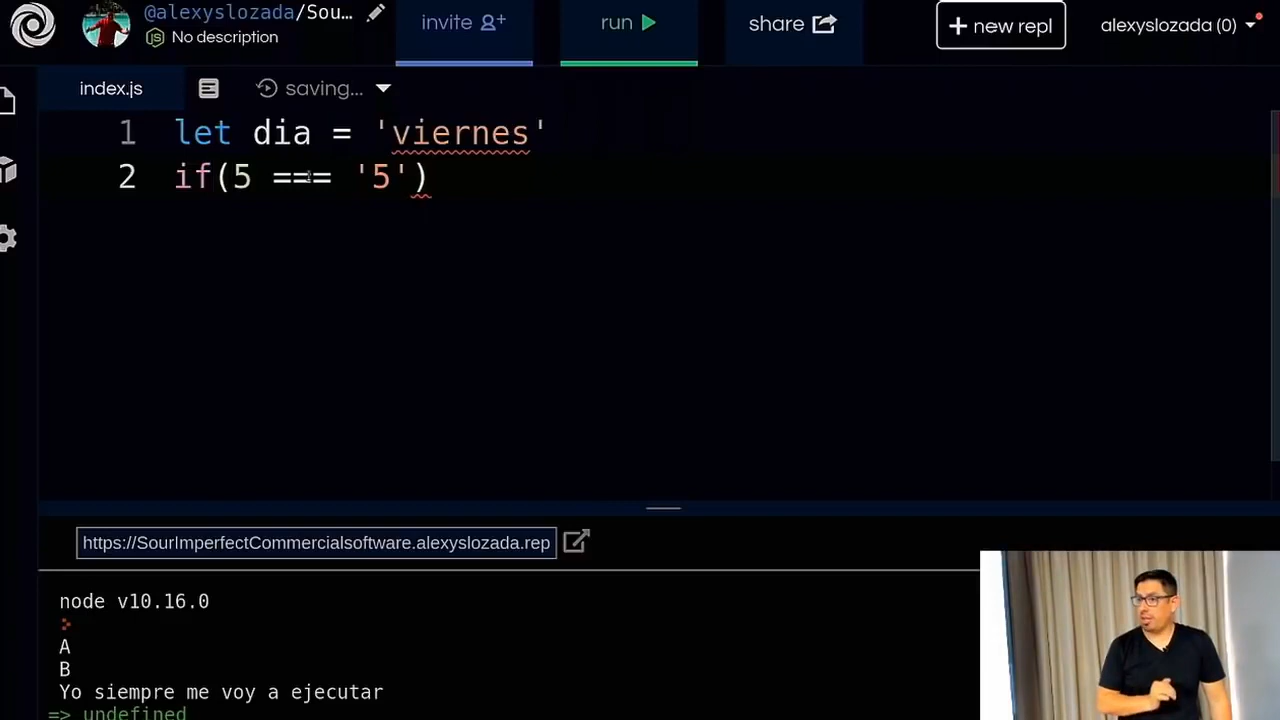 @alexyslozada/Sou...
No description
invite
run
share
+ new repl
alexyslozada (0)
index.js
saving...
1 let dia = 'viernes'
2 if(5 === '5')
https://SourImperfectCommercialsoftware.alexyslozada.rep
node v10.16.0
A
B
Yo siempre me voy a ejecutar
=> undefined